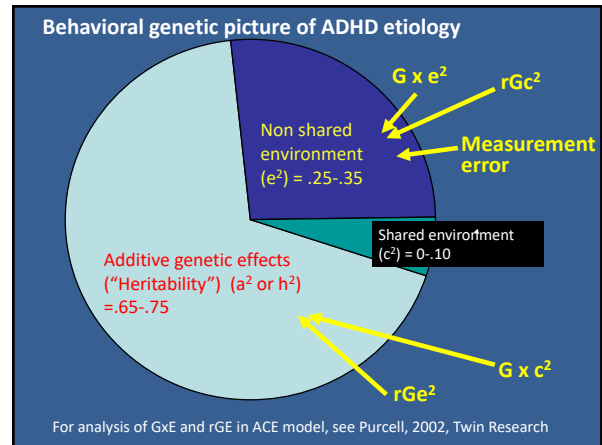 Behavioral genetic picture of ADHD etiology
G x e²
rGc²
Non shared
environment
(e²) = .25-.35
Measurement
error
Shared environment
(c²) = 0-.10
Additive genetic effects
("Heritability")  (a² or h²)
=.65-.75
G x c²
rGe²
For analysis of GxE and rGE in ACE model, see Purcell, 2002, Twin Research